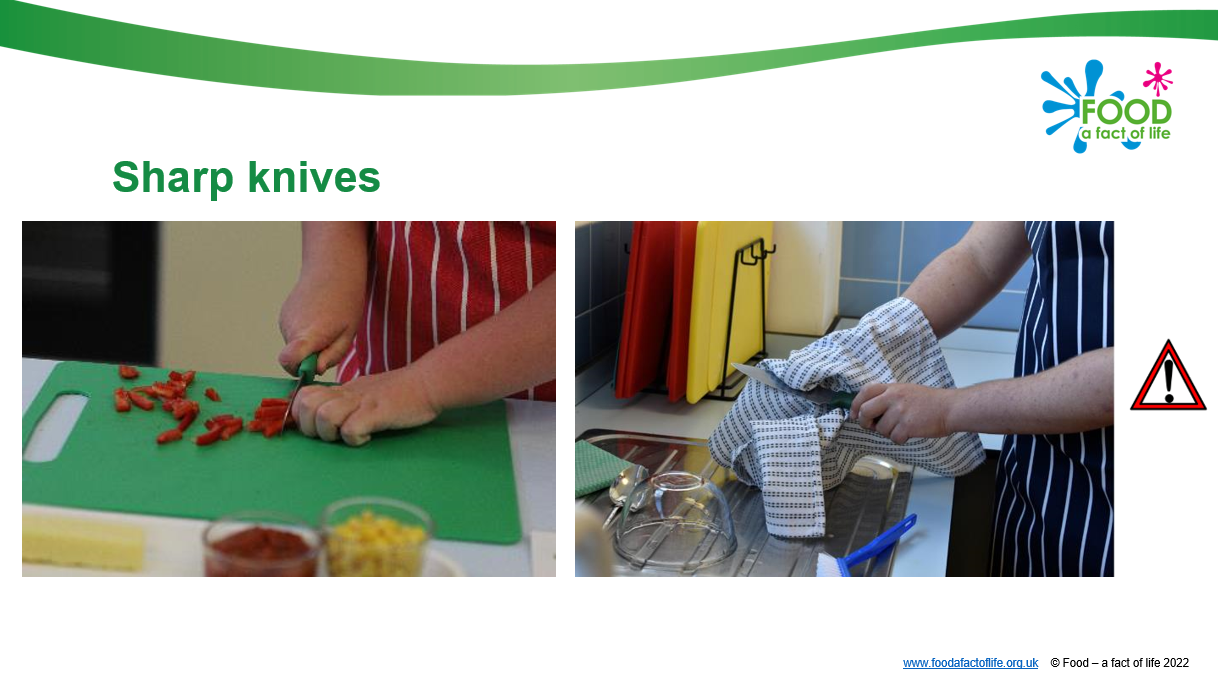 FOOD
a fact of life
Sharp knives
www.foodafactoflife.org.uk © Food – a fact of life 2022